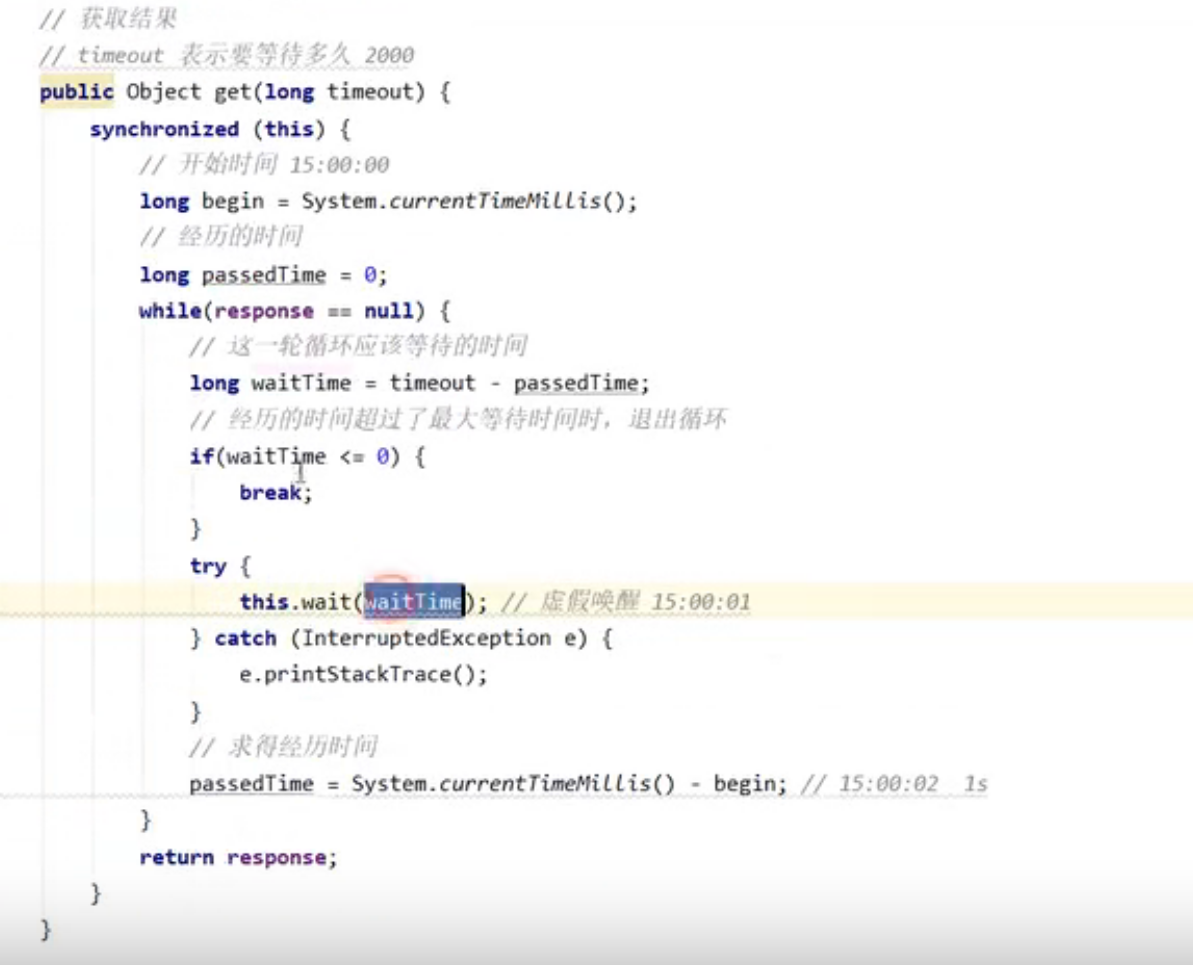 // 获取结果
// timeout 表示要等待多久 2000
public Object get(long timeout) {
synchronized (this) {
// 开始时间 15:00:00
long begin = System.currentTimeMillis();
// 经历的时间
long passedTime = 0;
while(response == null) {
// 这一轮循环应该等待的时间
long waitTime = timeout - passedTime;
// 经历的时间超过了最大等待时间时，退出循环
if(waitTime <= 0) {
break;
}
try {
this.wait(waitTime); // 虚假唤醒 15:00:01
} catch (InterruptedException e) {
e.printStackTrace();
}
// 求得经历时间
passedTime = System.currentTimeMillis() - begin; // 15:00:02 1s
}
return response;
}
}